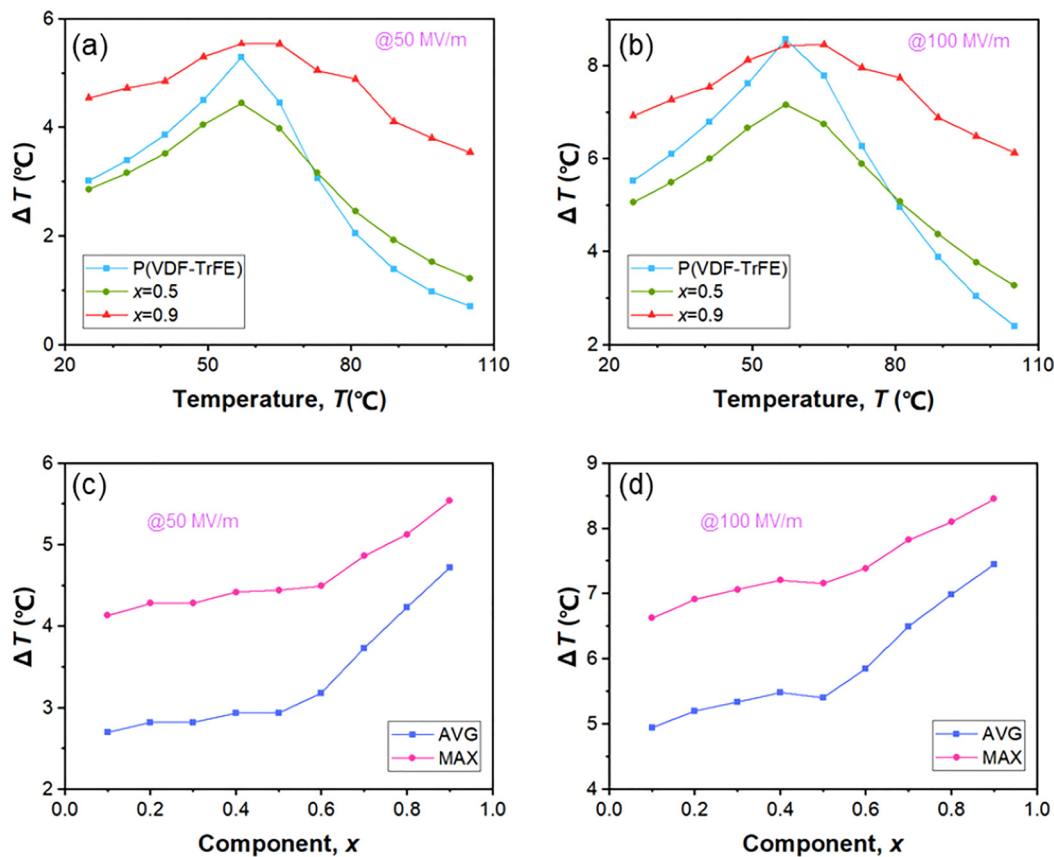 (a)
@50 MV/m
6
4
2
0
Δ T (℃)
P(VDF-TrFE)
x=0.5
x=0.9
20
50
80
110
Temperature, T(℃)
(b)
@100 MV/m
8
6
4
2
Δ T (℃)
P(VDF-TrFE)
x=0.5
x=0.9
20
50
80
110
Temperature, T (℃)
(c)
@50 MV/m
6
5
4
3
2
Δ T (℃)
AVG
MAX
0.0
0.2
0.4
0.6
0.8
1.0
Component, x
(d)
@100 MV/m
9
8
7
6
5
4
Δ T (℃)
AVG
MAX
0.0
0.2
0.4
0.6
0.8
1.0
Component, x